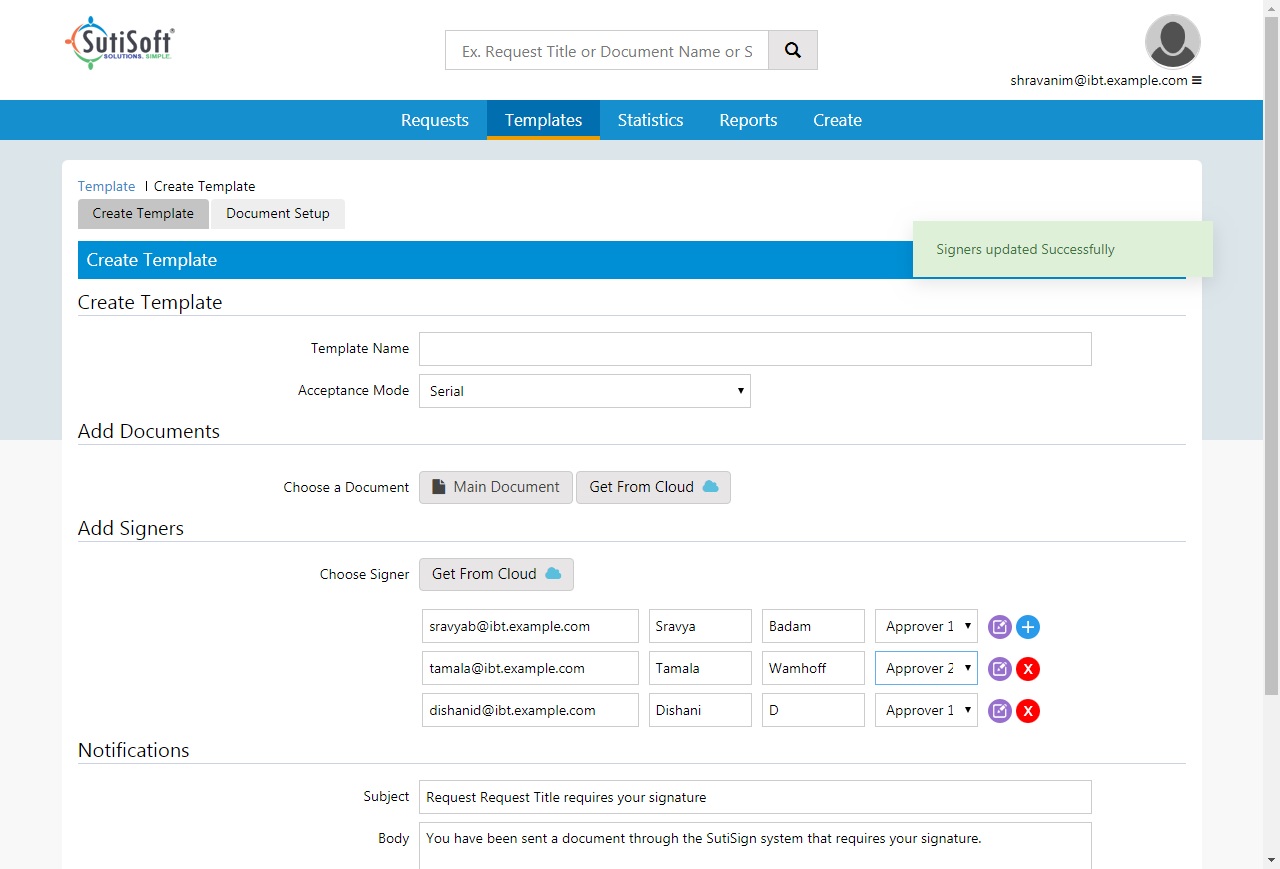 SutiSoft®
SOLUTIONS. SIMPLE.
Ex. Request Title or Document Name or S
shravanim@ibt.example.com
Requests Templates Statistics Reports Create
Template | Create Template
Create Template Document Setup
Signers updated Successfully
Create Template
Create Template
Template Name
Acceptance Mode Serial
Add Documents
Choose a Document Main Document Get From Cloud
Add Signers
Choose Signer Get From Cloud
sravyab@ibt.example.com Sravya Badam Approver 1
tamala@ibt.example.com Tamala Wamhoff Approver 2 X
dishanid@ibt.example.com Dishani D Approver 1 X
Notifications
Subject Request Request Title requires your signature
Body You have been sent a document through the SutiSign system that requires your signature.